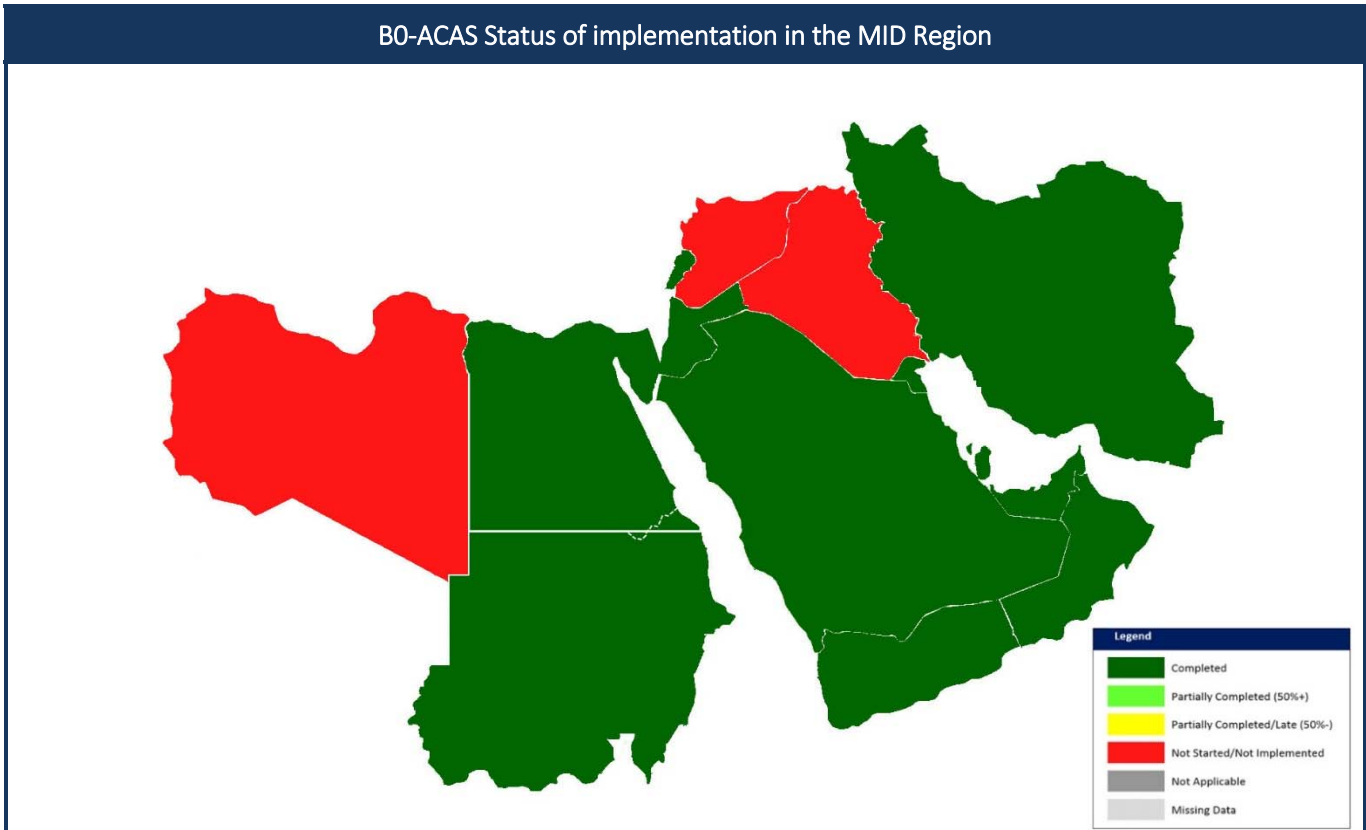 B0-ACAS Status of implementation in the MID Region
Legend
Completed
Partially Completed (50%+)
Partially Completed/Late (50%-)
Not Started/Not Implemented
Not Applicable
Missing Data